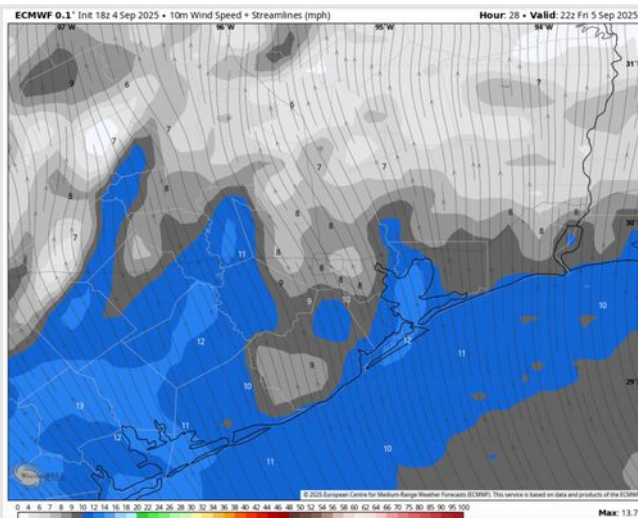 ECMWF 0.1° Init 18z 4 Sep 2025 • 10m Wind Speed + Streamlines (mph)
Hour: 28 • Valid: 22z Fri 5 Sep 2025
97°W 96°W 95°W 94°W
31°
9 6 ?
6
7 7
7 7
8 8
8 8 8 6
30°
7 8 8
11 8
8 8
9 8 8
9 10 10
12 12
11
9 29°
10
13
11
12
10
11
© 2025 European Centre for Medium-Range Weather Forecasts (ECMWF). This service is based on data and products of the ECMWF
0 4 6 7 8 9 10 12 14 16 18 20 22 24 26 28 30 32 34 36 38 40 42 44 46 48 50 52 54 56 58 60 62 64 66 70 75 80 85 90 95 100
Max: 13.7